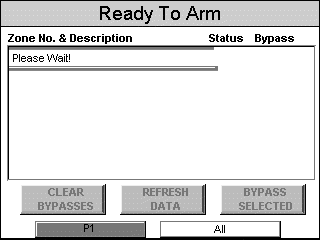 Ready To Arm
Zone No. & Description Status Bypass
Please Wait!
CLEAR BYPASSES REFRESH DATA BYPASS SELECTED
P1 All